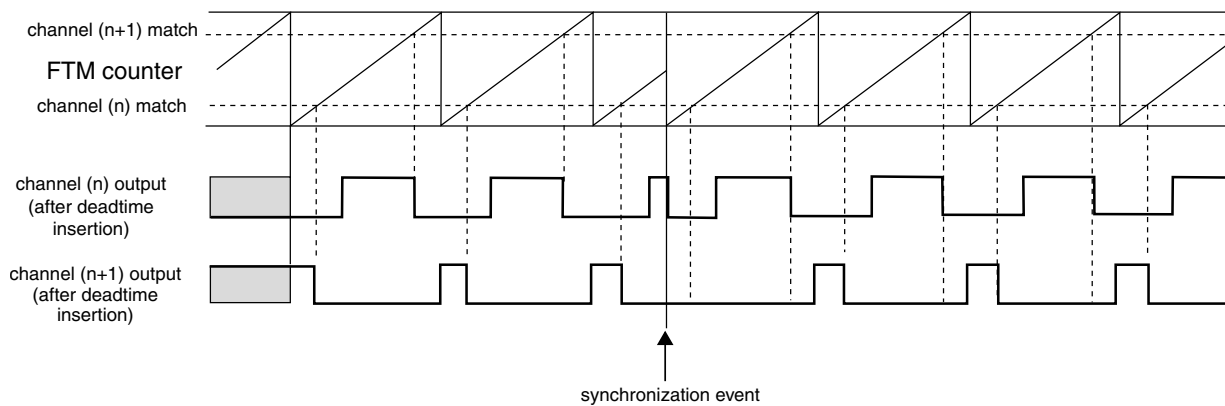 channel (n+1) match
FTM counter
channel (n) match
channel (n) output
(after deadtime
insertion)
channel (n+1) output
(after deadtime
insertion)
synchronization event